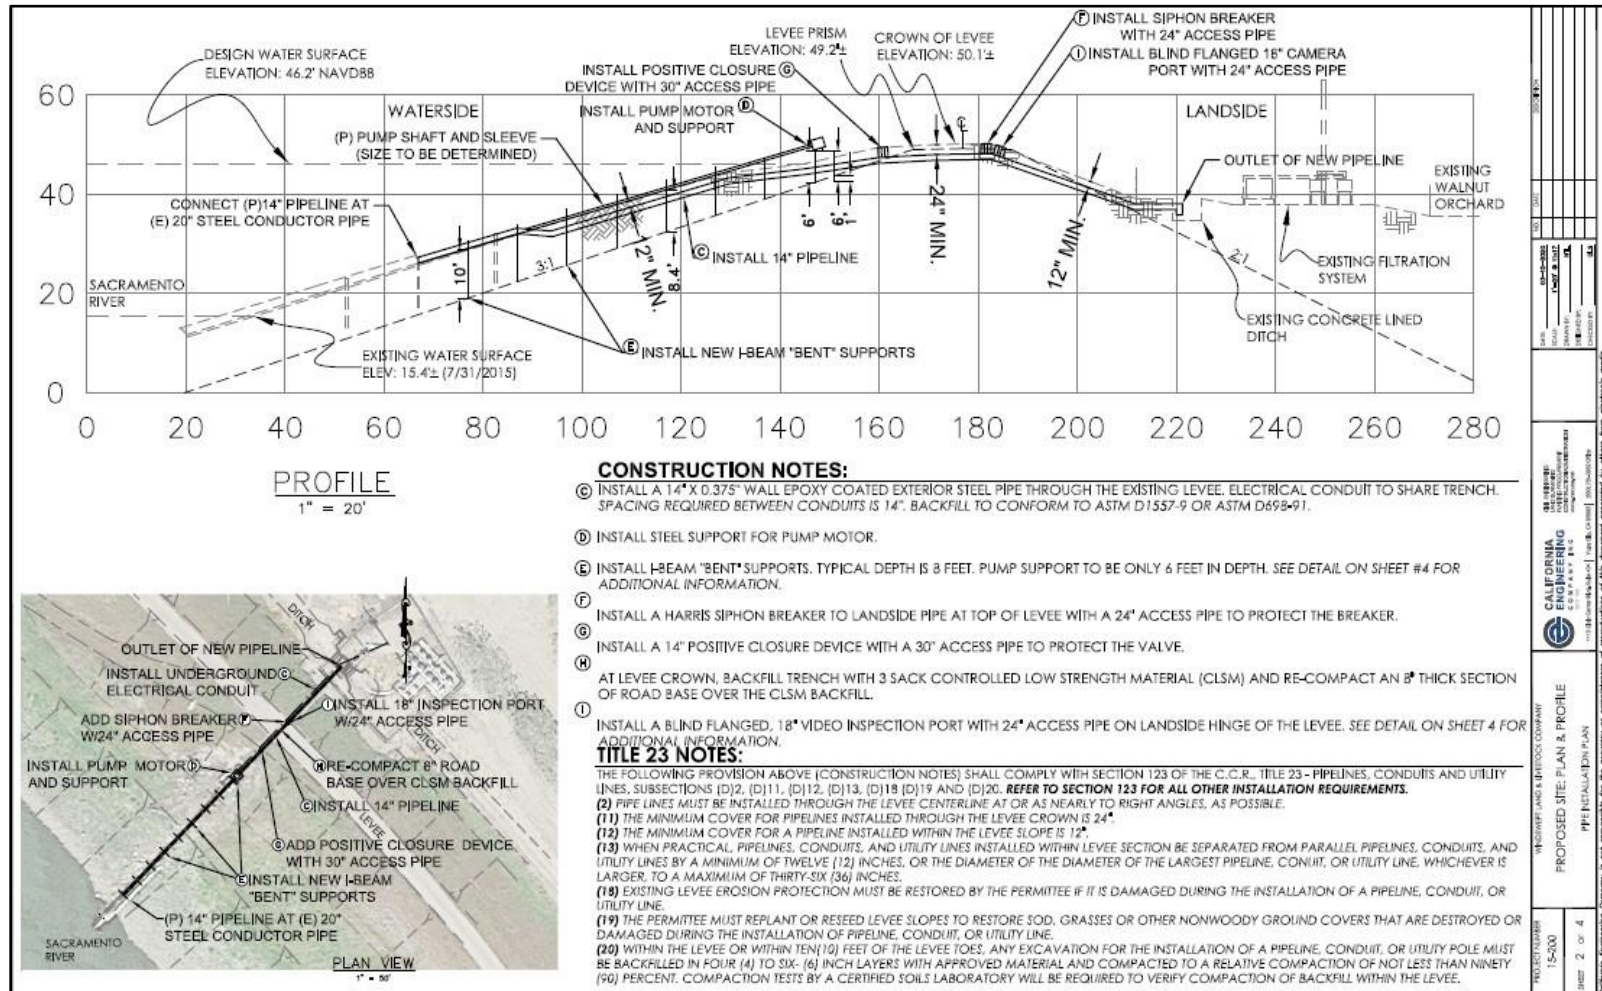 DESIGN WATER SURFACE
ELEVATION: 46.2' NAVD88
LEVEE PRISM
ELEVATION: 49.2'±
CROWN OF LEVEE
ELEVATION: 50.1'±
Ⓕ INSTALL SIPHON BREAKER
WITH 24" ACCESS PIPE
Ⓘ INSTALL BLIND FLANGED 18" CAMERA
PORT WITH 24" ACCESS PIPE
INSTALL POSITIVE CLOSURE Ⓖ
DEVICE WITH 30" ACCESS PIPE
INSTALL PUMP MOTOR Ⓓ
AND SUPPORT
WATERSIDE
LANDSIDE
(P) PUMP SHAFT AND SLEEVE
(SIZE TO BE DETERMINED)
OUTLET OF NEW PIPELINE
EXISTING
WALNUT
ORCHARD
CONNECT (P)14" PIPELINE AT
(E) 20" STEEL CONDUCTOR PIPE
Ⓒ INSTALL 14" PIPELINE
SACRAMENTO
RIVER
10'
3:1
12" MIN.
8.4'
6'
6'
1'
24" MIN.
12" MIN.
2:1
EXISTING FILTRATION
SYSTEM
EXISTING CONCRETE LINED
DITCH
Ⓔ INSTALL NEW I-BEAM "BENT" SUPPORTS
EXISTING WATER SURFACE
ELEV: 15.4'± (7/31/2015)
60
40
20
0
0 20 40 60 80 100 120 140 160 180 200 220 240 260 280
PROFILE
1" = 20'
CONSTRUCTION NOTES:
Ⓒ INSTALL A 14" X 0.375" WALL EPOXY COATED EXTERIOR STEEL PIPE THROUGH THE EXISTING LEVEE. ELECTRICAL CONDUIT TO SHARE TRENCH.
SPACING REQUIRED BETWEEN CONDUITS IS 14". BACKFILL TO CONFORM TO ASTM D1557-9 OR ASTM D698-91.
Ⓓ INSTALL STEEL SUPPORT FOR PUMP MOTOR.
Ⓔ INSTALL I-BEAM "BENT" SUPPORTS. TYPICAL DEPTH IS 8 FEET. PUMP SUPPORT TO BE ONLY 6 FEET IN DEPTH. SEE DETAIL ON SHEET #4 FOR
ADDITIONAL INFORMATION.
Ⓕ
INSTALL A HARRIS SIPHON BREAKER TO LANDSIDE PIPE AT TOP OF LEVEE WITH A 24" ACCESS PIPE TO PROTECT THE BREAKER.
Ⓖ
INSTALL A 14" POSITIVE CLOSURE DEVICE WITH A 30" ACCESS PIPE TO PROTECT THE VALVE.
Ⓗ
AT LEVEE CROWN, BACKFILL TRENCH WITH 3 SACK CONTROLLED LOW STRENGTH MATERIAL (CLSM) AND RE-COMPACT AN 8" THICK SECTION
OF ROAD BASE OVER THE CLSM BACKFILL.
Ⓘ
INSTALL A BLIND FLANGED, 18" VIDEO INSPECTION PORT WITH 24" ACCESS PIPE ON LANDSIDE HINGE OF THE LEVEE. SEE DETAIL ON SHEET 4 FOR
ADDITIONAL INFORMATION.
TITLE 23 NOTES:
THE FOLLOWING PROVISION ABOVE (CONSTRUCTION NOTES) SHALL COMPLY WITH SECTION 123 OF THE C.C.R., TITLE 23 - PIPELINES, CONDUITS AND UTILITY
LINES, SUBSECTIONS (D)2, (D)11, (D)12, (D)13, (D)18 (D)19 AND (D)20. REFER TO SECTION 123 FOR ALL OTHER INSTALLATION REQUIREMENTS.
(2) PIPE LINES MUST BE INSTALLED THROUGH THE LEVEE CENTERLINE AT OR AS NEARLY TO RIGHT ANGLES, AS POSSIBLE.
(11) THE MINIMUM COVER FOR PIPELINES INSTALLED THROUGH THE LEVEE CROWN IS 24".
(12) THE MINIMUM COVER FOR A PIPELINE INSTALLED WITHIN THE LEVEE SLOPE IS 12".
(13) WHEN PRACTICAL, PIPELINES, CONDUITS, AND UTILITY LINES INSTALLED WITHIN LEVEE SECTION BE SEPARATED FROM PARALLEL PIPELINES, CONDUITS, AND
UTILITY LINES BY A MINIMUM OF TWELVE (12) INCHES, OR THE DIAMETER OF THE DIAMETER OF THE LARGEST PIPELINE, CONUIT, OR UTILITY LINE, WHICHEVER IS
LARGER, TO A MAXIMUM OF THIRTY-SIX (36) INCHES.
(18) EXISTING LEVEE EROSION PROTECTION MUST BE RESTORED BY THE PERMITTEE IF IT IS DAMAGED DURING THE INSTALLATION OF A PIPELINE, CONDUIT, OR
UTILITY LINE.
(19) THE PERMITTEE MUST REPLANT OR RESEED LEVEE SLOPES TO RESTORE SOD, GRASSES OR OTHER NONWOODY GROUND COVERS THAT ARE DESTROYED OR
DAMAGED DURING THE INSTALLATION OF PIPELINE, CONDUIT, OR UTILITY LINE.
(20) WITHIN THE LEVEE OR WITHIN TEN(10) FEET OF THE LEVEE TOES, ANY EXCAVATION FOR THE INSTALLATION OF A PIPELINE, CONDUIT, OR UTILITY POLE MUST
BE BACKFILLED IN FOUR (4) TO SIX- (6) INCH LAYERS WITH APPROVED MATERIAL AND COMPACTED TO A RELATIVE COMPACTION OF NOT LESS THAN NINETY
(90) PERCENT. COMPACTION TESTS BY A CERTIFIED SOILS LABORATORY WILL BE REQUIRED TO VERIFY COMPACTION OF BACKFILL WITHIN THE LEVEE.
DITCH
OUTLET OF NEW PIPELINE
INSTALL UNDERGROUND Ⓒ
ELECTRICAL CONDUIT
ADD SIPHON BREAKER Ⓕ
W/24" ACCESS PIPE
Ⓘ INSTALL 18" INSPECTION PORT
W/24" ACCESS PIPE
DITCH
INSTALL PUMP MOTOR Ⓓ
AND SUPPORT
Ⓗ RE-COMPACT 8" ROAD
BASE OVER CLSM BACKFILL
Ⓒ INSTALL 14" PIPELINE
LEVEE
Ⓖ ADD POSITIVE CLOSURE DEVICE
WITH 30" ACCESS PIPE
Ⓔ INSTALL NEW I-BEAM
"BENT" SUPPORTS
(P) 14" PIPELINE AT (E) 20"
STEEL CONDUCTOR PIPE
SACRAMENTO
RIVER
PLAN VIEW
1" = 50'
CALIFORNIA
ENGINEERING
COMPANY INC
PROPOSED SITE: PLAN & PROFILE
PIPE INSTALLATION PLAN
PROJECT NUMBER
15-200
SHEET 2 OF 4